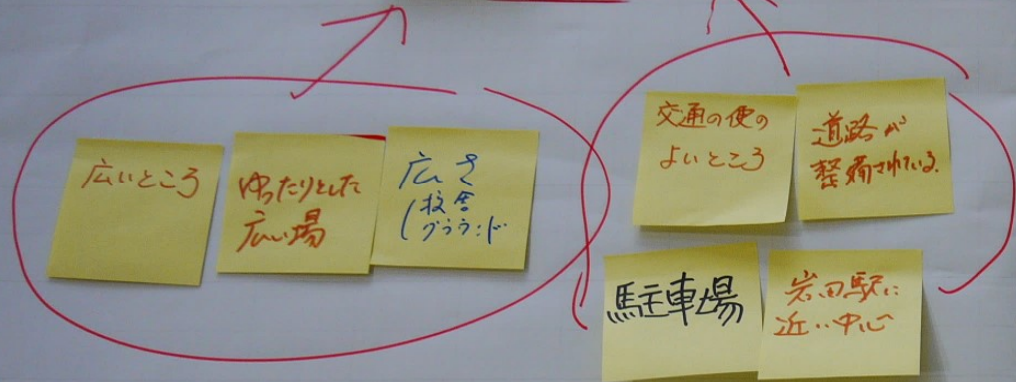 広いところ
ゆったりとした
広い場
広さ
(校舎
グラウンド
交通の便の
よいところ
道路が
整備されている.
駐車場
岩田駅に
近い中心